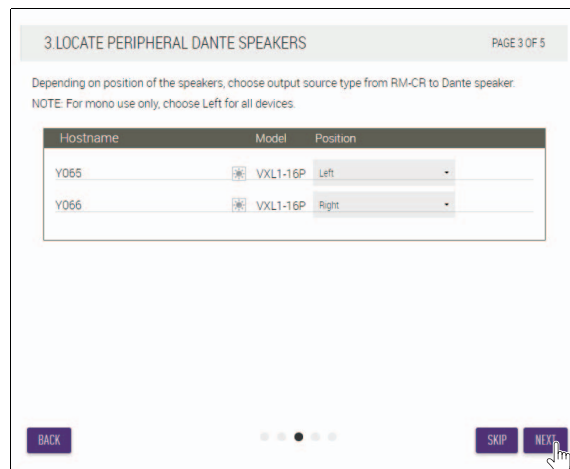 3.LOCATE PERIPHERAL DANTE SPEAKERS PAGE 3 OF 5
Depending on position of the speakers, choose output source type from RM-CR to Dante speaker.
NOTE: For mono use only, choose Left for all devices.
Hostname Model Position
Y065 VXL1-16P Left
Y066 VXL1-16P Right
BACK SKIP NEXT